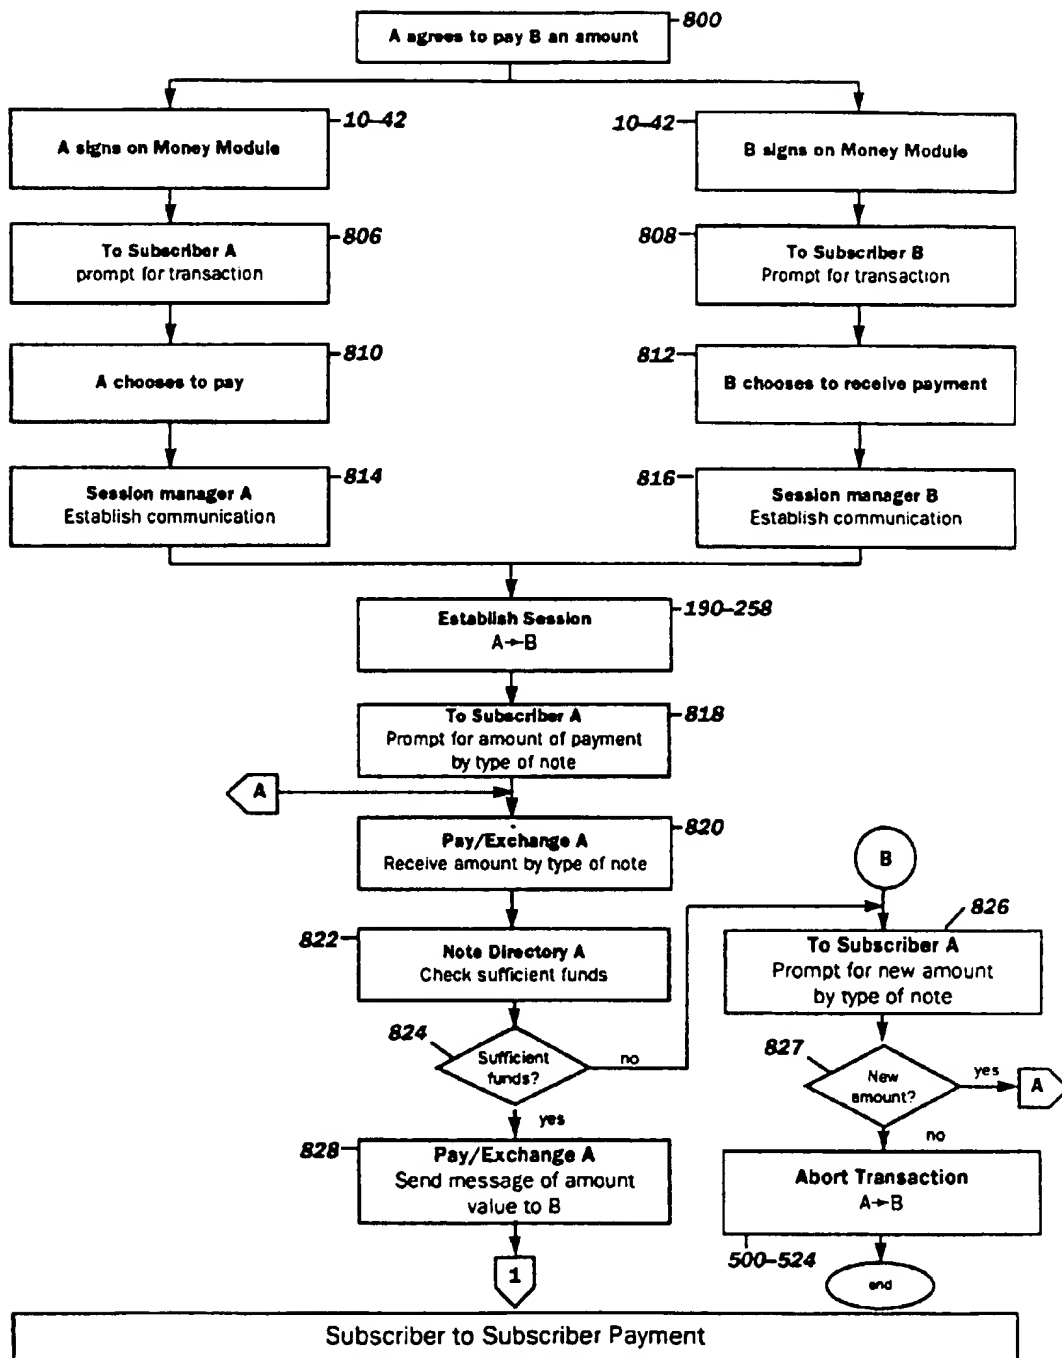 A agrees to pay B an amount
800
A signs on Money Module
10–42
10–42
B signs on Money Module
To Subscriber A
prompt for transaction
806
808
To Subscriber B
Prompt for transaction
A chooses to pay
810
812
B chooses to receive payment
Session manager A
Establish communication
814
816
Session manager B
Establish communication
Establish Session
A→B
190–258
To Subscriber A
Prompt for amount of payment
by type of note
818
A
Pay/Exchange A
Receive amount by type of note
820
B
822
Note Directory A
Check sufficient funds
826
To Subscriber A
Prompt for new amount
by type of note
824
Sufficient
funds?
no
yes
827
New
amount?
yes
A
no
828
Pay/Exchange A
Send message of amount
value to B
Abort Transaction
A→B
500–524
1
end
Subscriber to Subscriber Payment